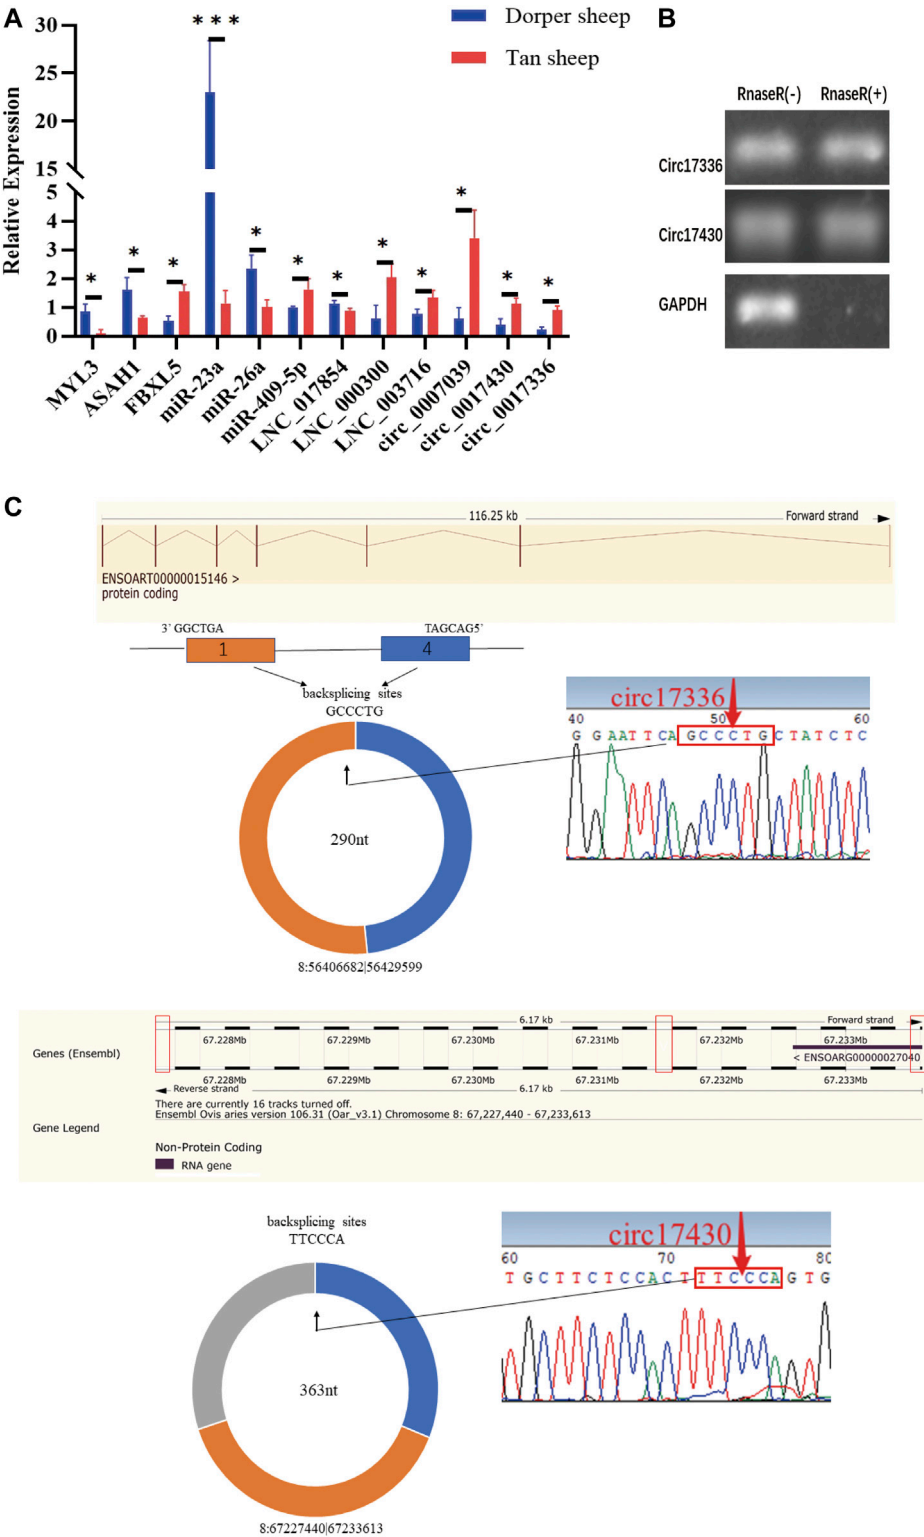 A
Relative Expression
30
25
20
15
5
4
3
2
1
0
* * *
*
*
*
*
*
*
*
*
*
*
*
MYL3
ASAH1
FBXL5
miR-23a
miR-26a
miR-409-5p
LNC_017854
LNC_000300
LNC_003716
circ_0007039
circ_0017430
circ_0017336
Dorper sheep
Tan sheep
B
RnaseR(-) RnaseR(+)
Circ17336
Circ17430
GAPDH
C
116.25 kb Forward strand
ENSOART00000015146 >
protein coding
3' GGCTGA TAGCAG5'
1 4
backsplicing sites
GCCCTG
290nt
8:56406682|56429599
circ17336
40 50 60
G GAATTCAGCCCTGCTATCTC
6.17 kb Forward strand
67.228Mb 67.229Mb 67.230Mb 67.231Mb 67.232Mb 67.233Mb
Genes (Ensembl)
< ENSOARG00000027040
67.228Mb 67.229Mb 67.230Mb 67.231Mb 67.232Mb 67.233Mb
Reverse strand 6.17 kb
There are currently 16 tracks turned off.
Ensembl Ovis aries version 106.31 (Oar_v3.1) Chromosome 8: 67,227,440 - 67,233,613
Gene Legend
Non-Protein Coding
RNA gene
backsplicing sites
TTCCCA
363nt
8:67227440|67233613
circ17430
60 70 80
TGCTTCTCCACTTTCCCAGTG